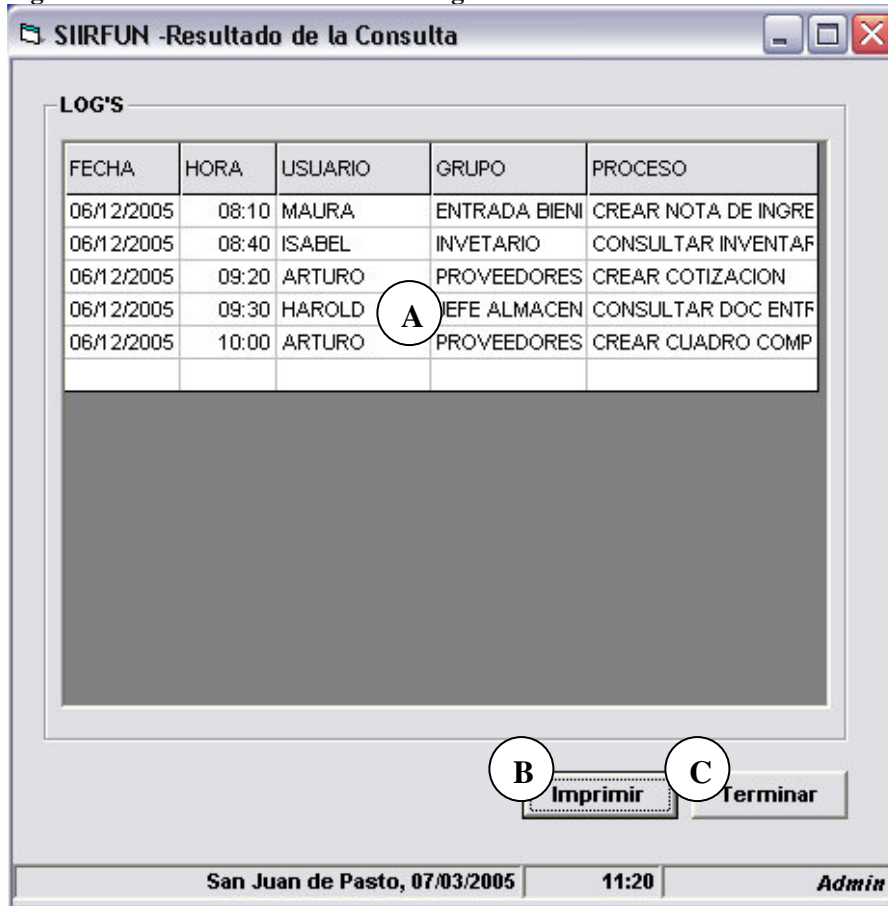 SIIRFUN -Resultado de la Consulta
LOG'S
FECHA HORA USUARIO GRUPO PROCESO
06/12/2005 08:10 MAURA ENTRADA BIENI CREAR NOTA DE INGRE
06/12/2005 08:40 ISABEL INVETARIO CONSULTAR INVENTAR
06/12/2005 09:20 ARTURO PROVEEDORES CREAR COTIZACION
06/12/2005 09:30 HAROLD A JEFE ALMACEN CONSULTAR DOC ENTR
06/12/2005 10:00 ARTURO PROVEEDORES CREAR CUADRO COMP
B Imprimir C Terminar
San Juan de Pasto, 07/03/2005 11:20 Admin